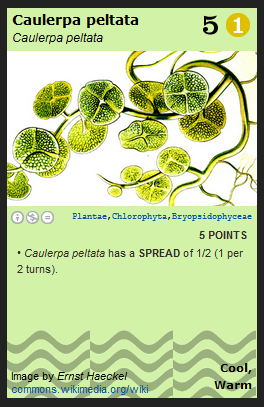 Caulerpa peltata
Caulerpa peltata
5 1
Plantae,Chlorophyta,Bryopsidophyceae
5 POINTS
• Caulerpa peltata has a SPREAD of 1/2 (1 per
2 turns).
Image by Ernst Haeckel
commons.wikimedia.org/wiki
Cool,
Warm